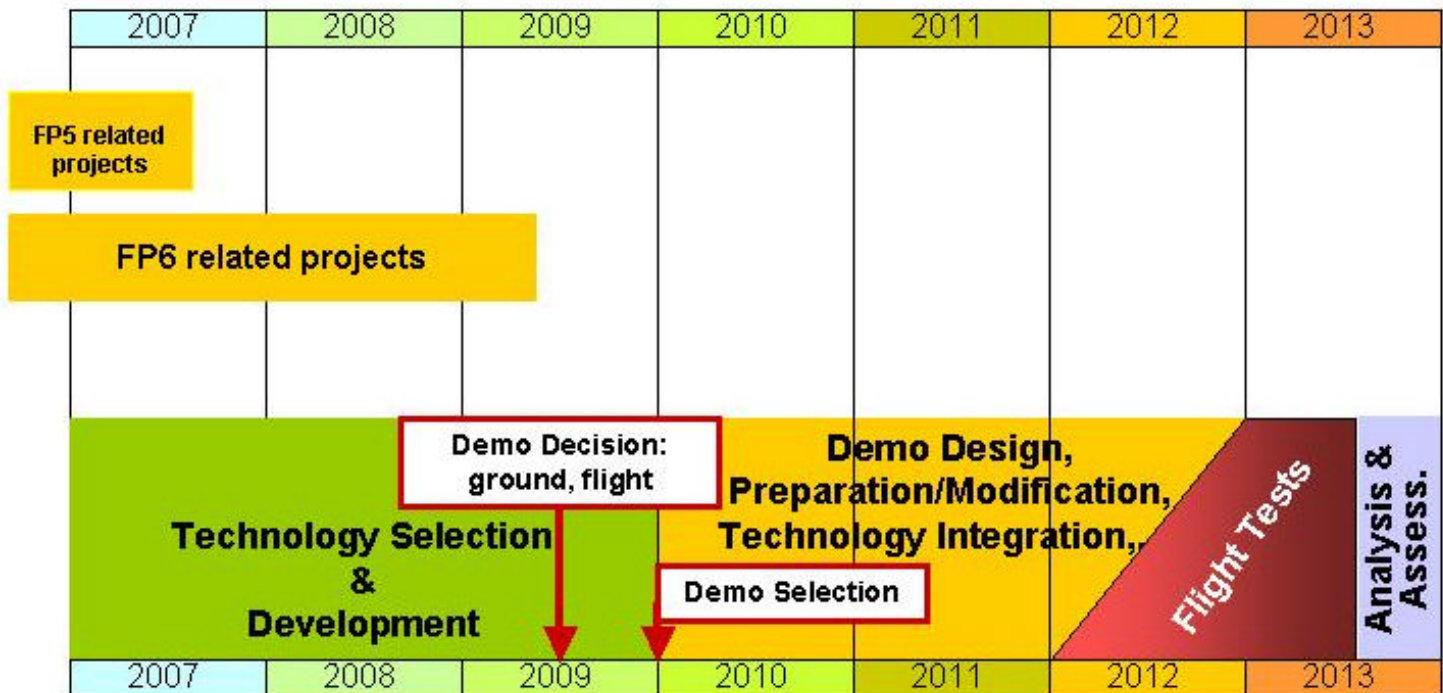 2007 2008 2009 2010 2011 2012 2013
FP5 related
projects
FP6 related projects
Demo Decision:
ground, flight
Technology Selection
&
Development
Demo Design,
Preparation/Modification,
Technology Integration,,
Demo Selection
Flight Tests
Analysis &
Assess.
2007 2008 2009 2010 2011 2012 2013